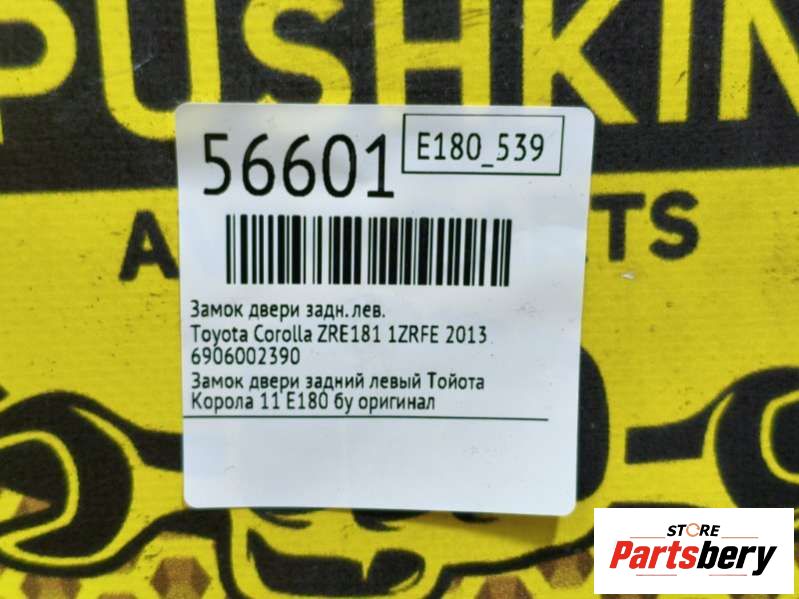 PUSHKIN
56601
E180_539
Замок двери задн. лев.
Toyota Corolla ZRE181 1ZRFE 2013
6906002390
Замок двери задний левый Тойота
Корола 11 E180 бу оригинал
STORE
Partsbery